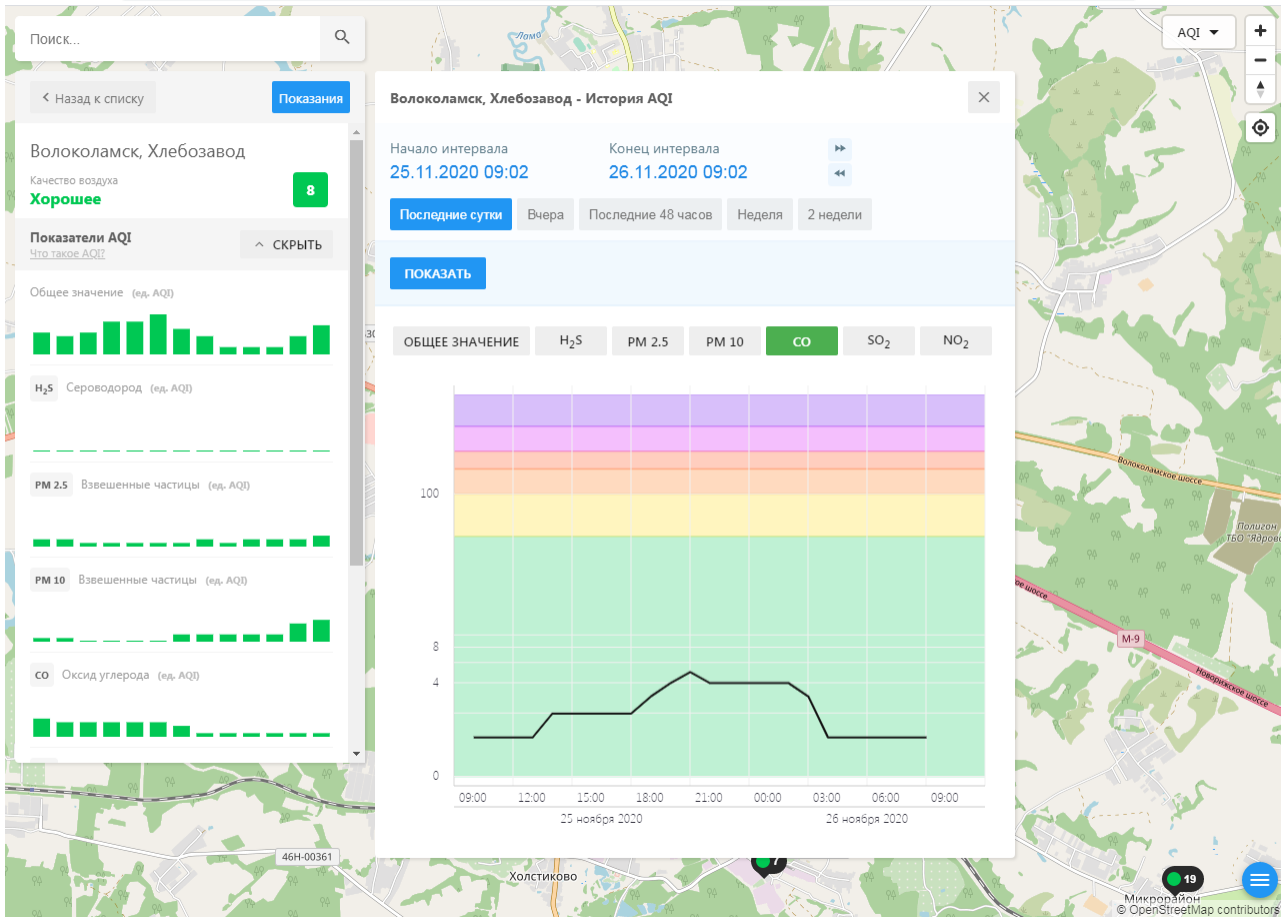 Поиск...
AQI
Ломо
Назад к списку
Показания
Волоколамск, Хлебозавод
Качество воздуха
Хорошее
8
Показатели AQI
Что такое AQI?
СКРЫТЬ
Общее значение (ед. AQI)
H2S Сероводород (ед. AQI)
PM 2.5 Взвешенные частицы (ед. AQI)
PM 10 Взвешенные частицы (ед. AQI)
CO Оксид углерода (ед. AQI)
Волоколамск, Хлебозавод - История AQI
Начало интервала
25.11.2020 09:02
Конец интервала
26.11.2020 09:02
Последние сутки
Вчера
Последние 48 часов
Неделя
2 недели
ПОКАЗАТЬ
ОБЩЕЕ ЗНАЧЕНИЕ
H2S
PM 2.5
PM 10
CO
SO2
NO2
100
8
4
0
09:00 12:00 15:00 18:00 21:00 00:00 03:00 06:00 09:00
25 ноября 2020 26 ноября 2020
Волоколамское шоссе
Полигон
ТБО "Ядрово
шоссе
М-9
Новорижское шоссе
46Н-00361
Холстиково
7
19
Микрорайон
© OpenStreetMap contributors